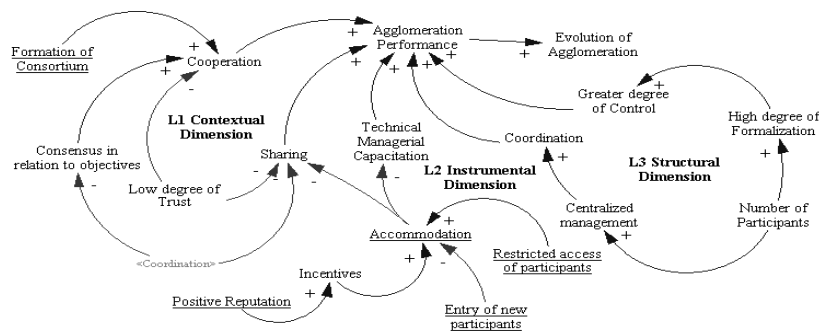 Formation of
Consortium
Cooperation
Agglomeration
Performance
Evolution of
Agglomeration
Greater degree
of Control
High degree of
Formalization
L1 Contextual
Dimension
Technical
Managerial
Capacitation
Coordination
Consensus in
relation to objectives
Sharing
L2 Instrumental
Dimension
L3 Structural
Dimension
Low degree of
Trust
Centralized
management
Number of
Participants
Accommodation
Restricted access
of participants
<Coordination>
Incentives
Positive Reputation
Entry of new
participants
+
+
-
+
+
+
+
+
+
+
+
+
+
+
-
-
-
-
-
+
+
-
+